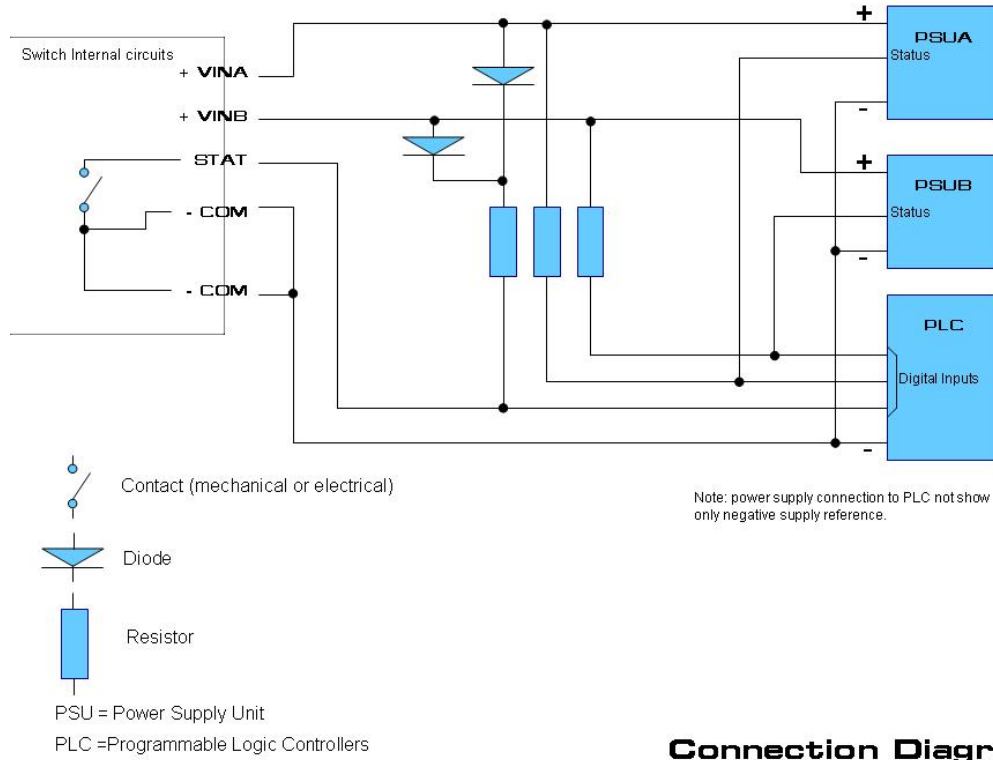 Switch Internal circuits
+ VINA
+ VINB
STAT
- COM
- COM
+
PSUA
Status
-
+
PSUB
Status
-
PLC
Digital Inputs
-
Contact (mechanical or electrical)
Diode
Resistor
PSU = Power Supply Unit
PLC =Programmable Logic Controllers
Note: power supply connection to PLC not show
only negative supply reference.
Connection Diagr